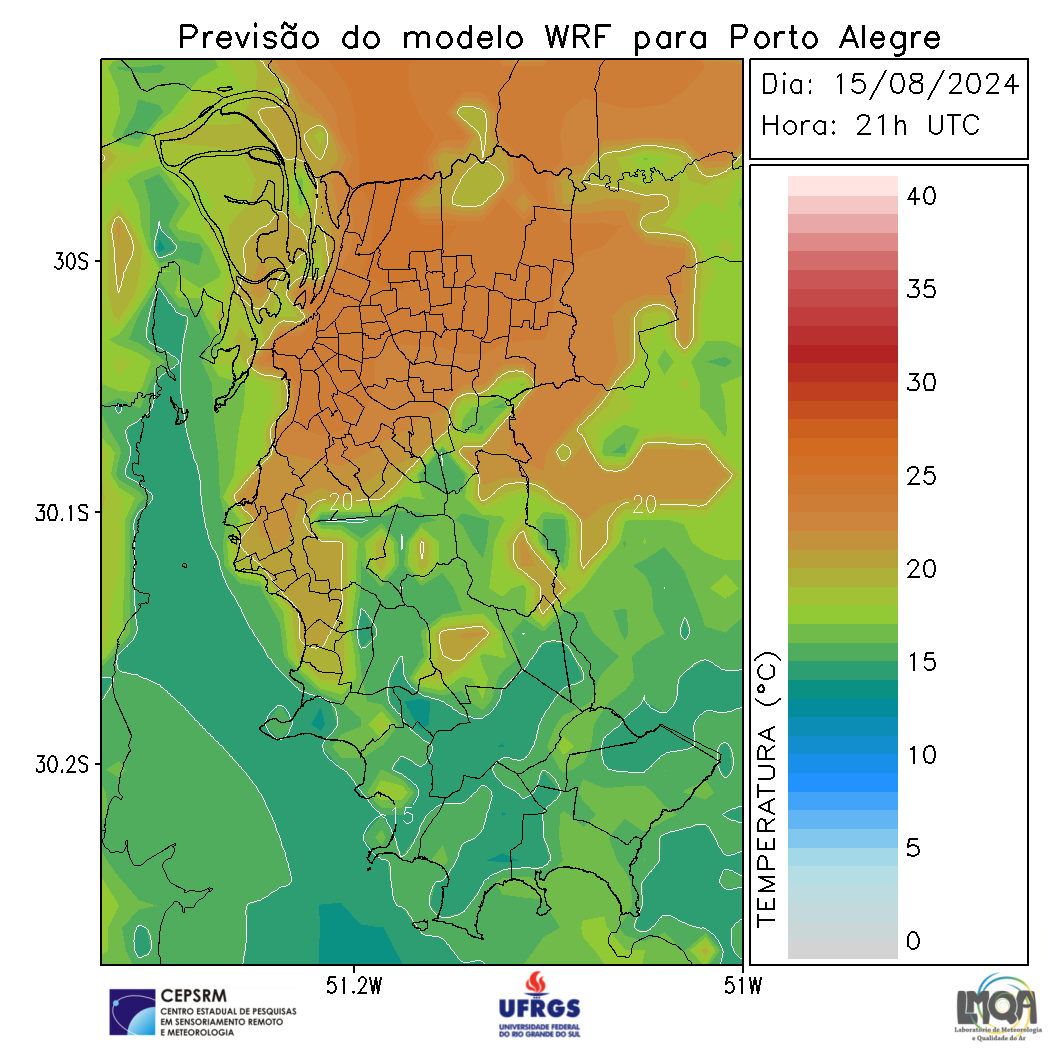 Previsão do modelo WRF para Porto Alegre
Dia: 15/08/2024
Hora: 21h UTC
30S
30.1S
30.2S
51.2W
51W
20
20
15
TEMPERATURA (°C)
40
35
30
25
20
15
10
5
0
CEPSRM
CENTRO ESTADUAL DE PESQUISAS
EM SENSORIAMENTO REMOTO
E METEOROLOGIA
UFRGS
UNIVERSIDADE FEDERAL
DO RIO GRANDE DO SUL
LMQA
Laboratório de Meteorologia
e Qualidade do Ar